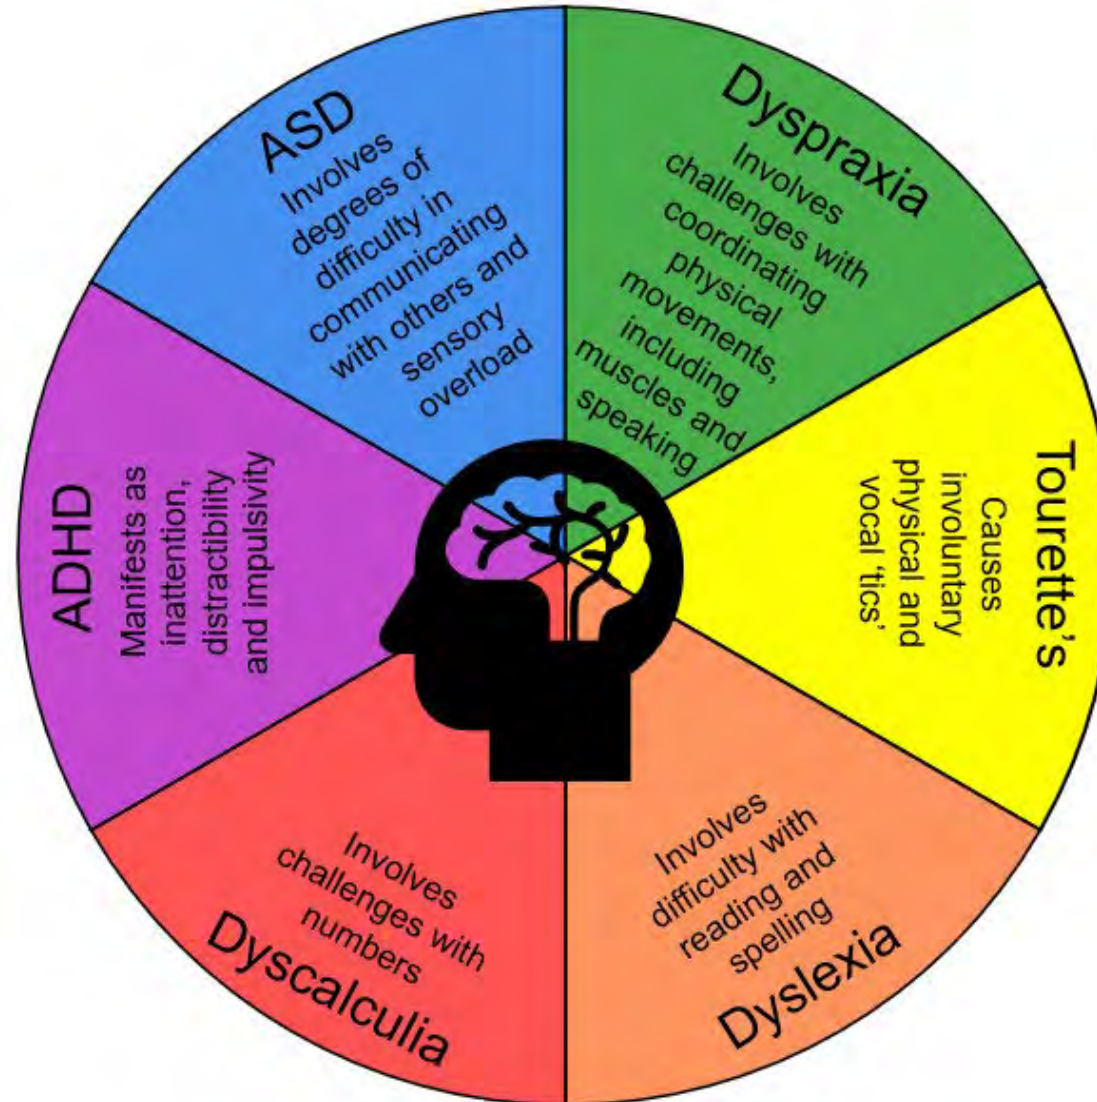 ASD
Involves
degrees of
difficulty in
communicating
with others and
sensory
overload
Dyspraxia
Involves
challenges with
coordinating
physical
movements,
including
muscles and
speaking
Tourette’s
Causes
involuntary
physical and
vocal ‘tics’
Involves
difficulty with
reading and
spelling
Dyslexia
Involves
challenges with
numbers
Dyscalculia
ADHD
Manifests as
inattention,
distractibility
and impulsivity